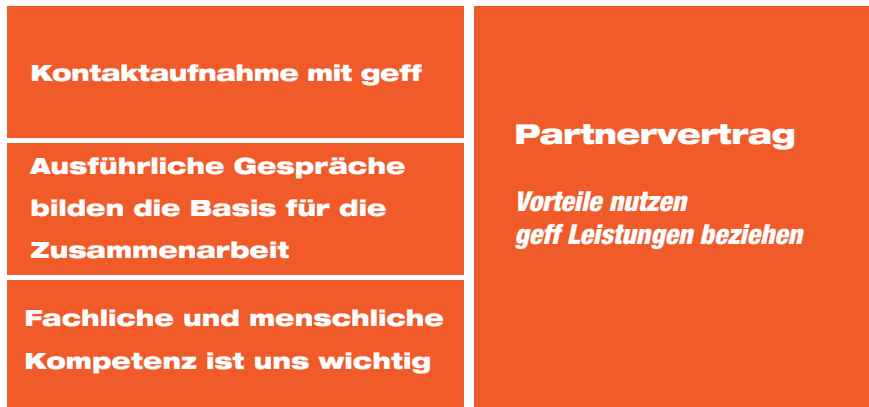 Kontaktaufnahme mit geff
Ausführliche Gespräche
bilden die Basis für die
Zusammenarbeit
Fachliche und menschliche
Kompetenz ist uns wichtig
Partnervertrag
Vorteile nutzen
geff Leistungen beziehen